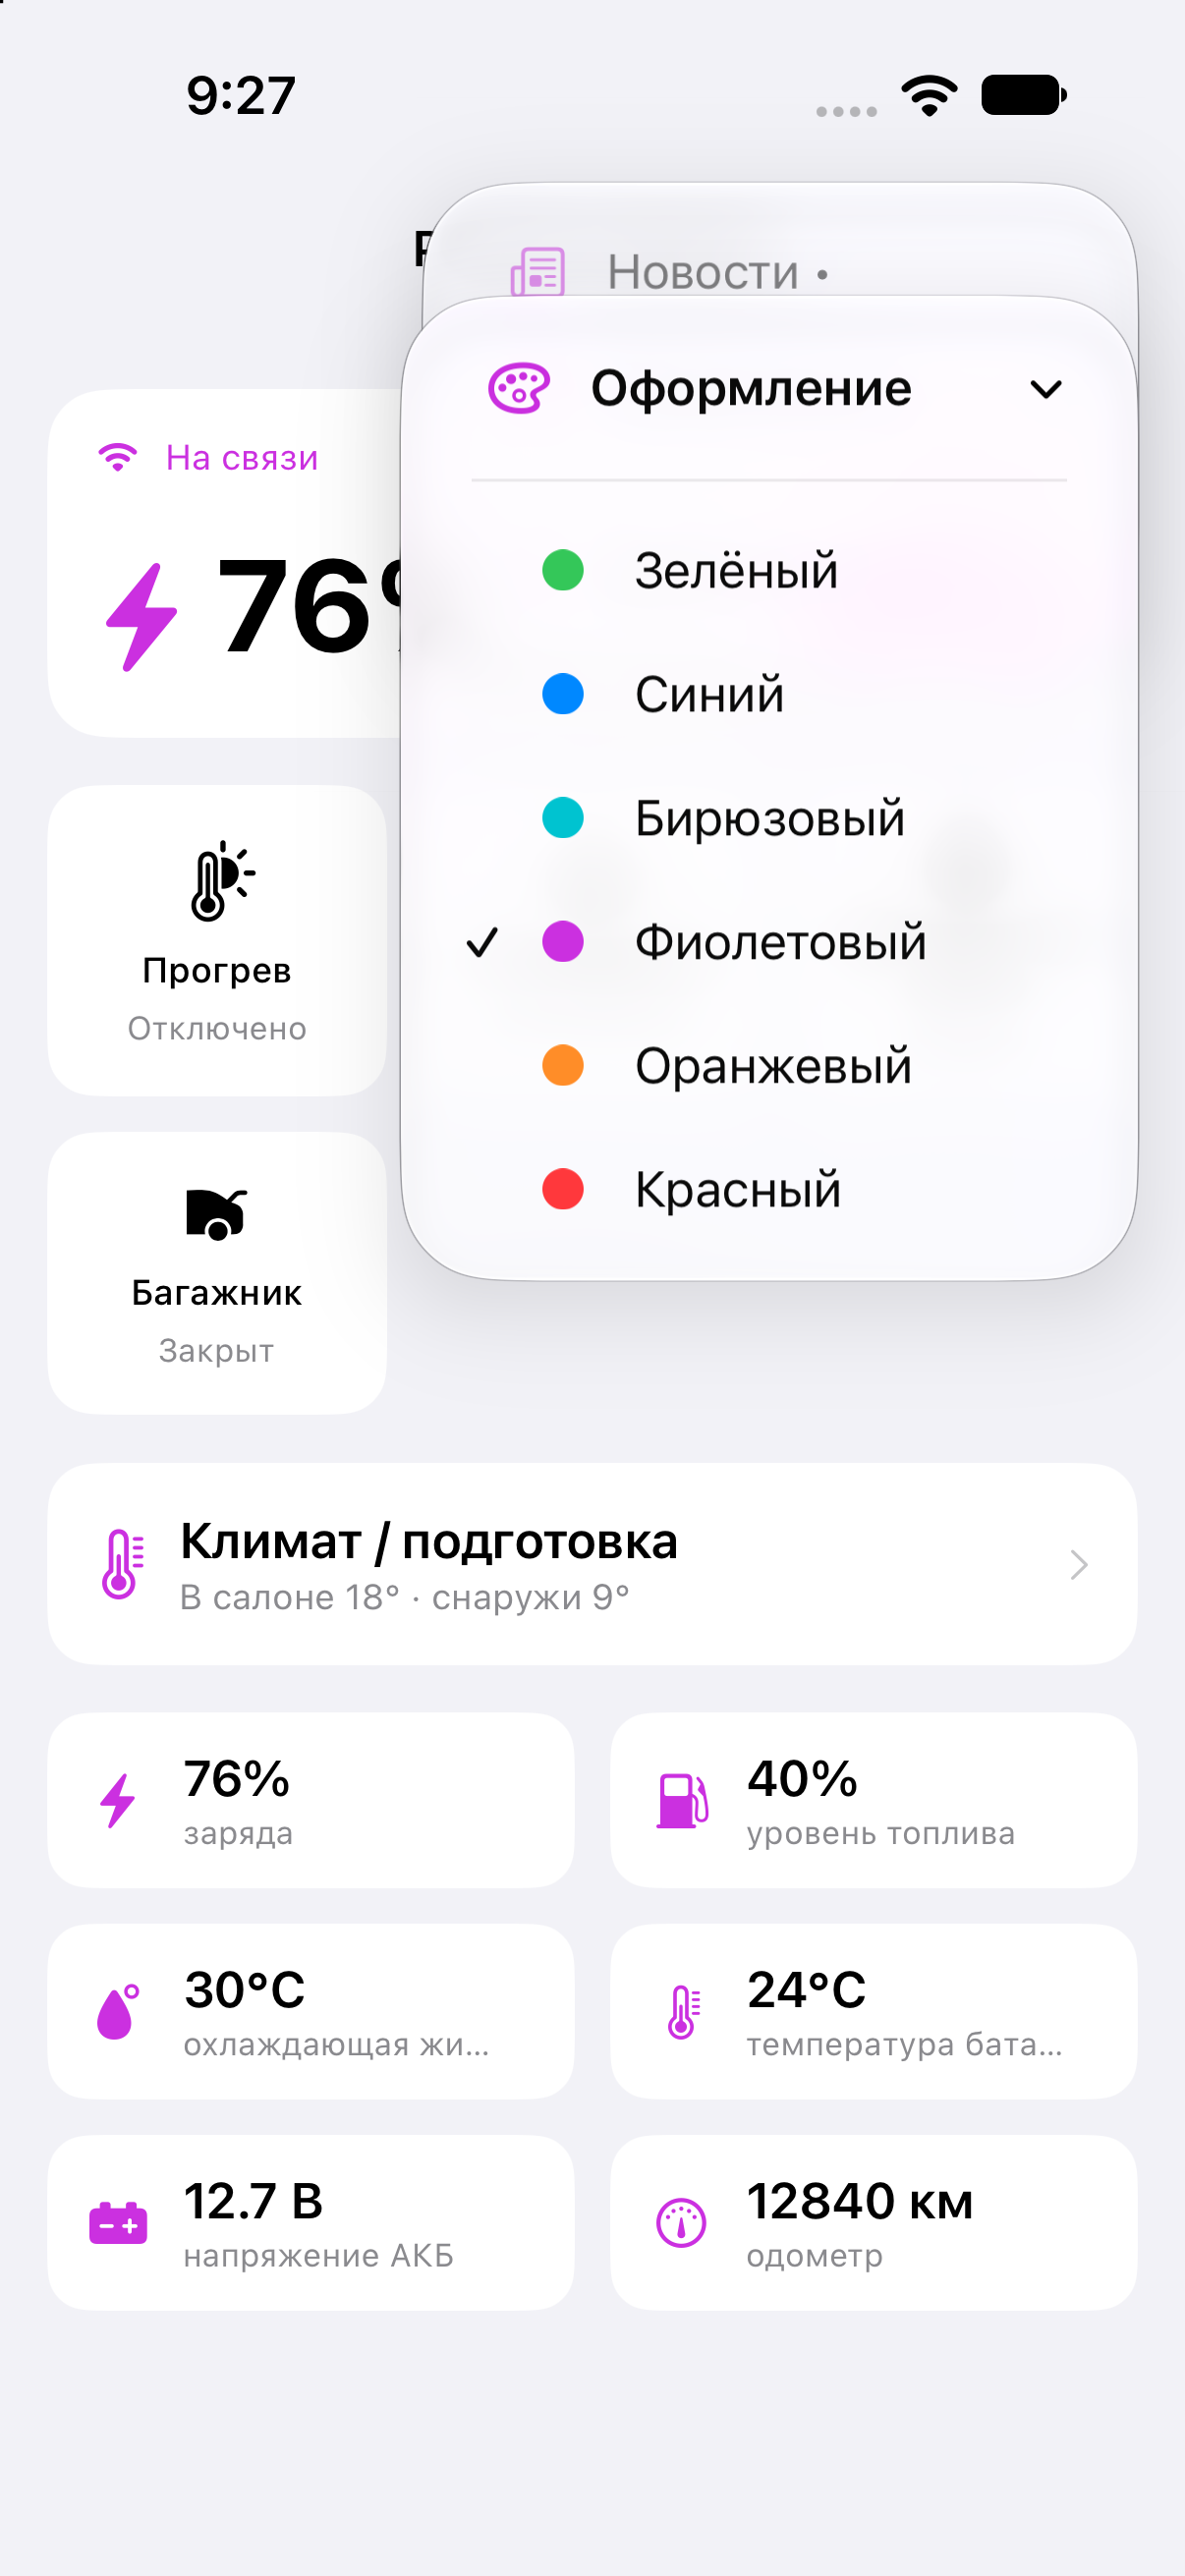 9:27
Новости •
Оформление
На связи
76%
Зелёный
Синий
Бирюзовый
Фиолетовый
Оранжевый
Красный
Прогрев
Отключено
Багажник
Закрыт
Климат / подготовка
В салоне 18° · снаружи 9°
76%
заряда
40%
уровень топлива
30°C
охлаждающая жи...
24°C
температура бата...
12.7 В
напряжение АКБ
12840 км
одометр